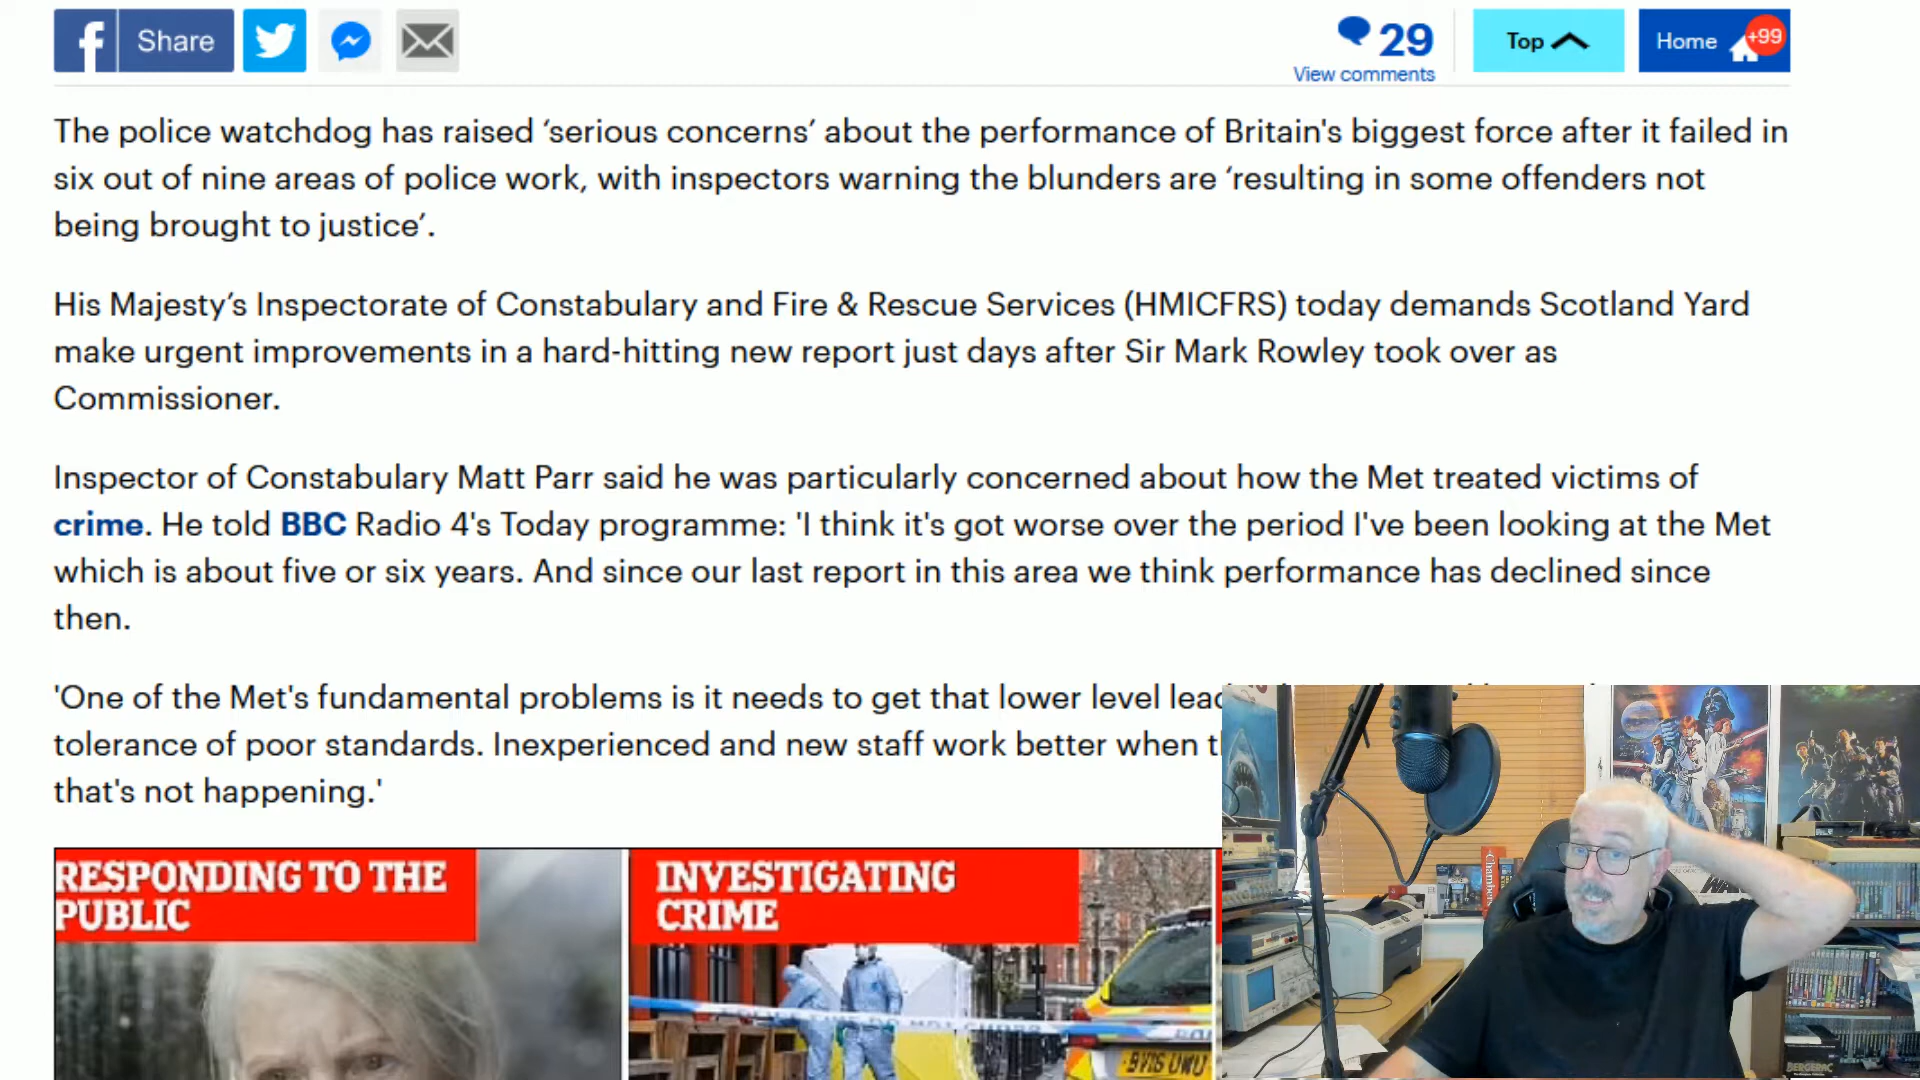 Share
29
View comments
Top
Home
+99
The police watchdog has raised ‘serious concerns’ about the performance of Britain's biggest force after it failed in
six out of nine areas of police work, with inspectors warning the blunders are ‘resulting in some offenders not
being brought to justice’.
His Majesty’s Inspectorate of Constabulary and Fire & Rescue Services (HMICFRS) today demands Scotland Yard
make urgent improvements in a hard-hitting new report just days after Sir Mark Rowley took over as
Commissioner.
Inspector of Constabulary Matt Parr said he was particularly concerned about how the Met treated victims of
crime. He told BBC Radio 4's Today programme: 'I think it's got worse over the period I've been looking at the Met
which is about five or six years. And since our last report in this area we think performance has declined since
then.
'One of the Met's fundamental problems is it needs to get that lower level
tolerance of poor standards. Inexperienced and new staff work better when
that's not happening.'
RESPONDING TO THE
PUBLIC
INVESTIGATING
CRIME
Chambers
BERGERAC